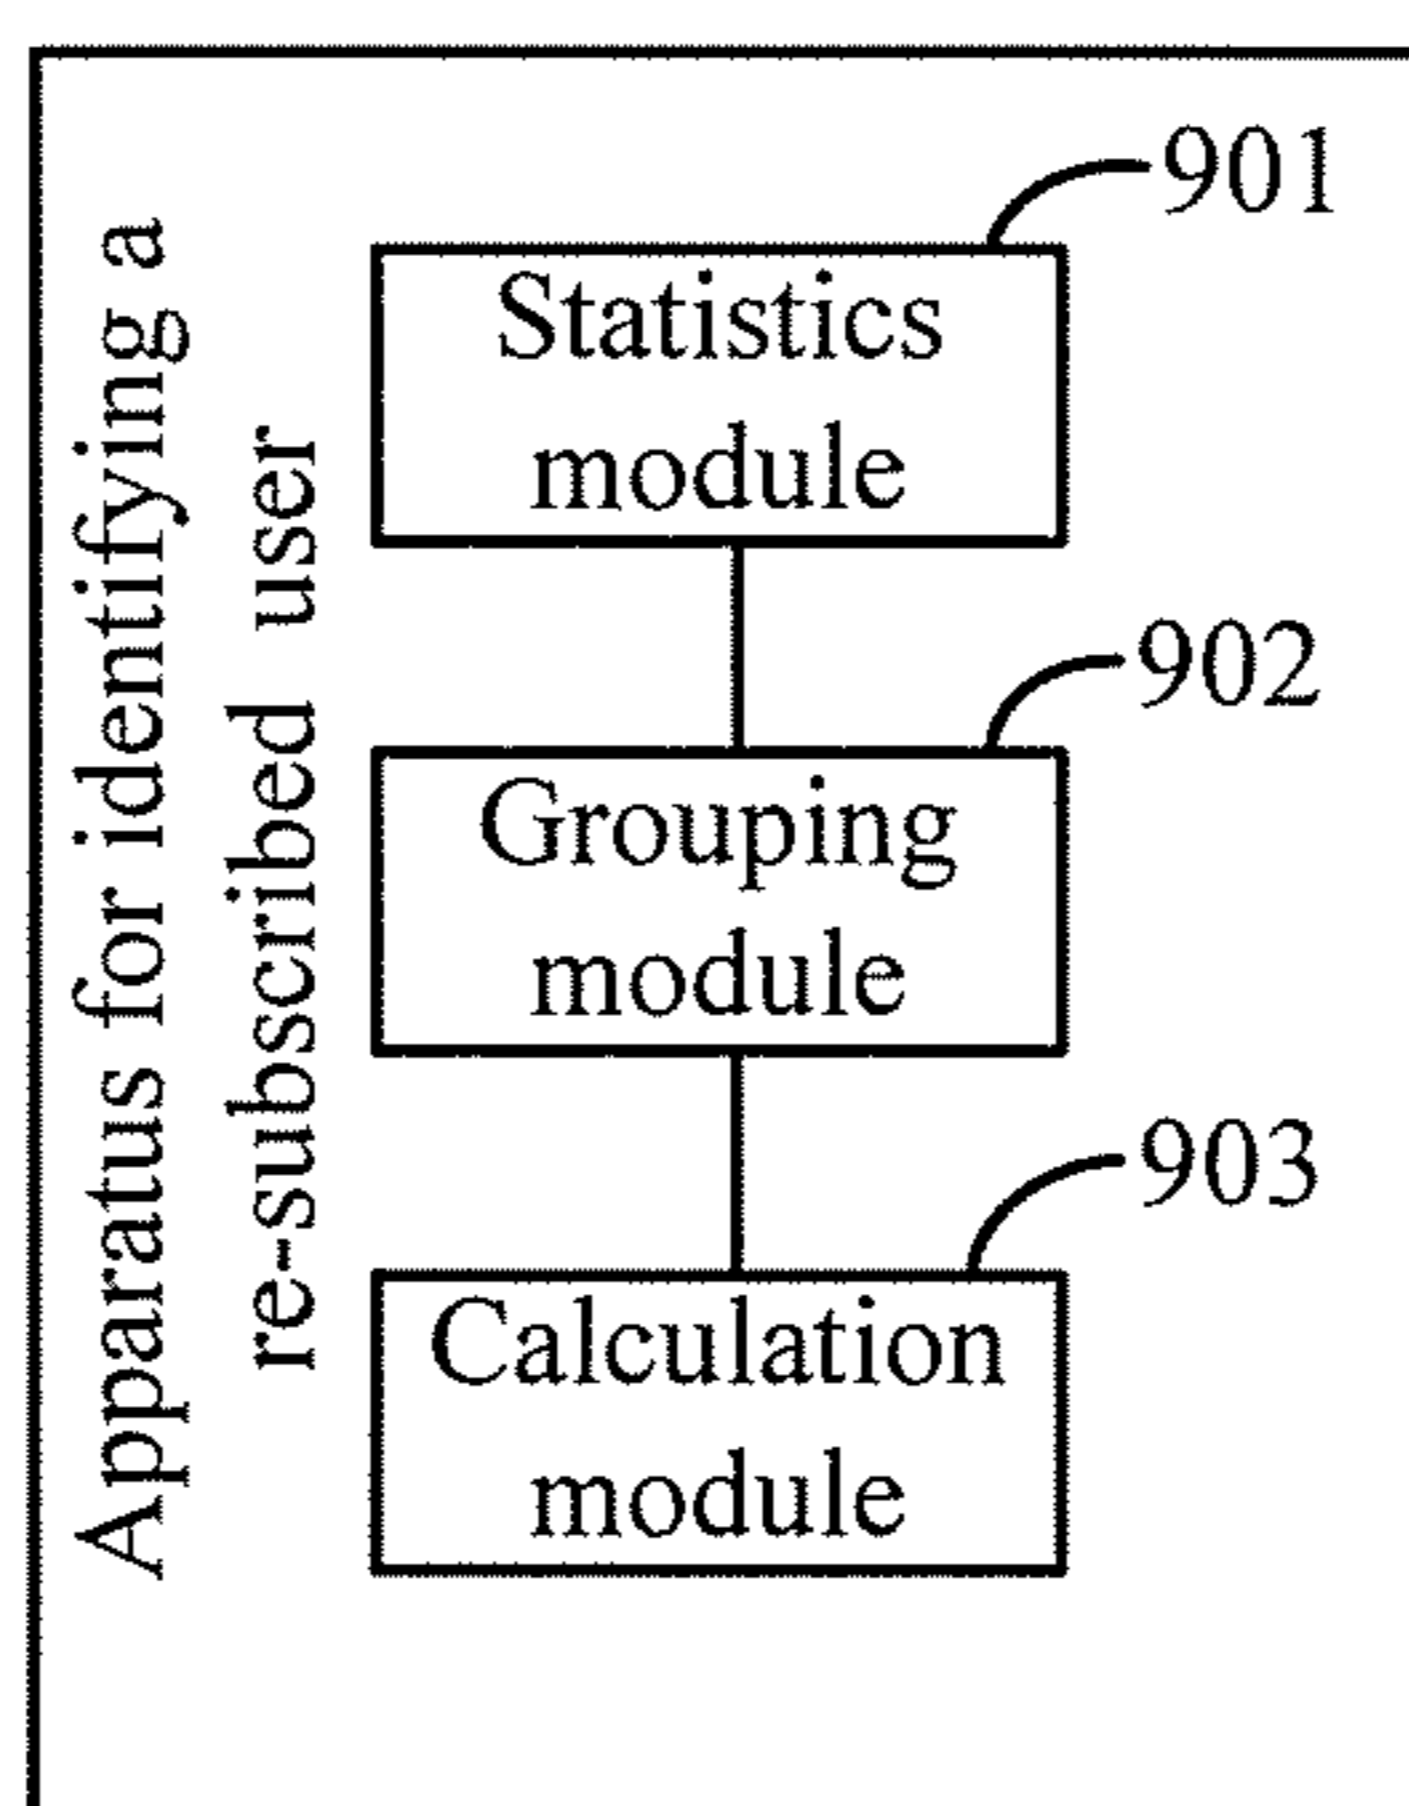 Apparatus for identifying a
re-subscribed user
901
Statistics
module
902
Grouping
module
903
Calculation
module